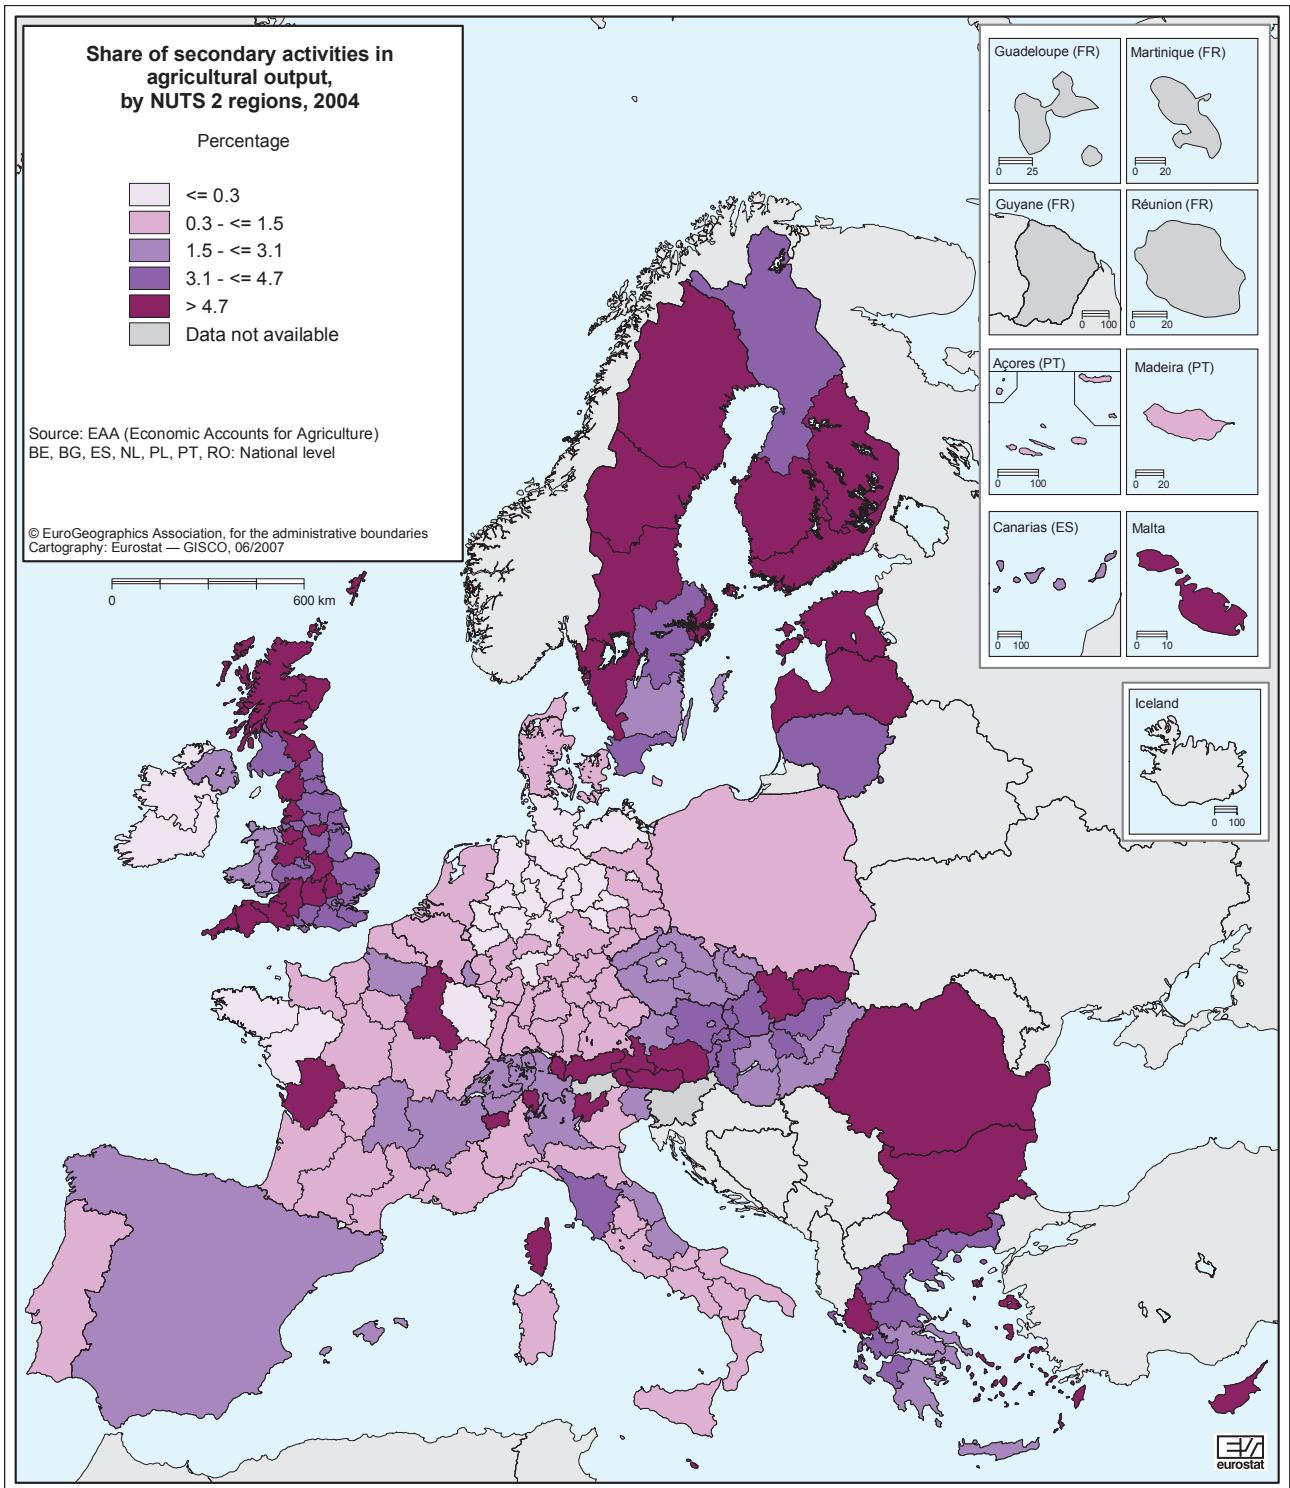 Share of secondary activities in
agricultural output,
by NUTS 2 regions, 2004
Percentage
<= 0.3
0.3 - <= 1.5
1.5 - <= 3.1
3.1 - <= 4.7
> 4.7
Data not available
Source: EAA (Economic Accounts for Agriculture)
BE, BG, ES, NL, PL, PT, RO: National level
© EuroGeographics Association, for the administrative boundaries
Cartography: Eurostat — GISCO, 06/2007
0 600 km
Guadeloupe (FR)
0 25
Martinique (FR)
0 20
Guyane (FR)
0 100
Réunion (FR)
0 20
Açores (PT)
0 100
Madeira (PT)
0 20
Canarias (ES)
0 100
Malta
0 10
Iceland
0 100
eurostat